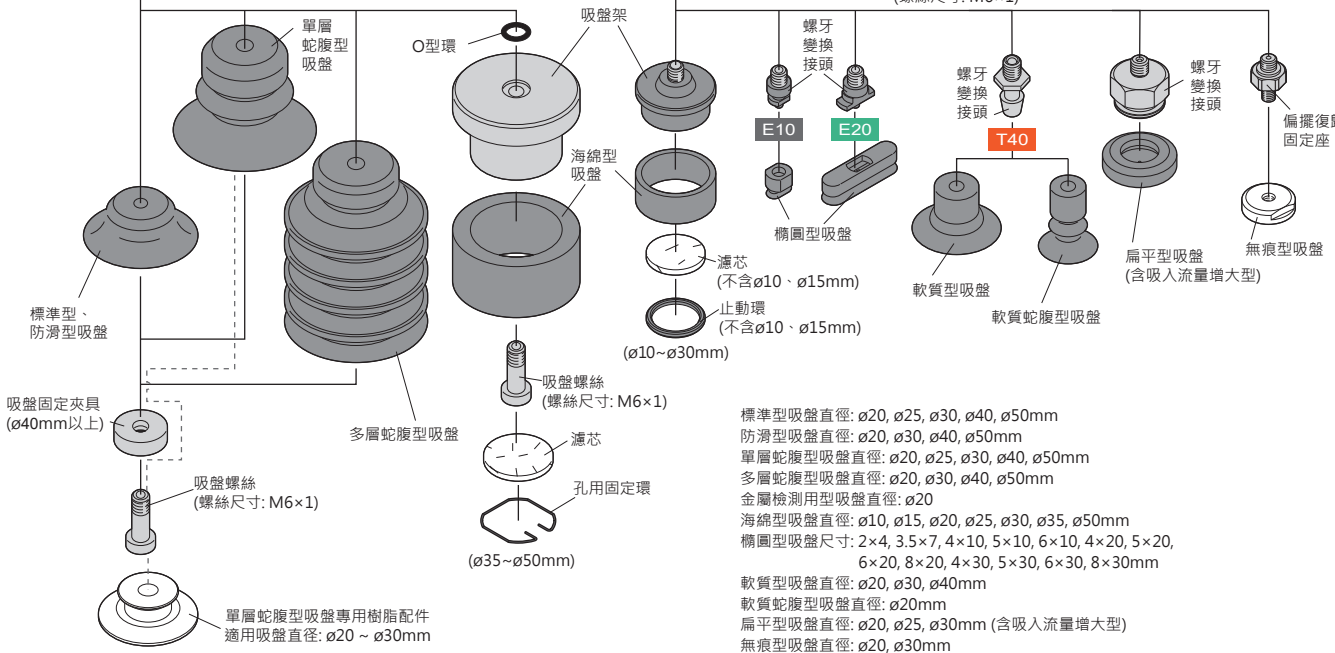 (螺絲尺寸: M6×1)
單層
蛇腹型
吸盤
O型環
吸盤架
螺牙
變換
接頭
螺牙
變換
接頭
螺牙
變換
接頭
偏擺復歸
固定座
E10
E20
T40
海綿型
吸盤
橢圓型吸盤
濾芯
(不含ø10、ø15mm)
止動環
(不含ø10、ø15mm)
(ø10~ø30mm)
軟質型吸盤
軟質蛇腹型吸盤
扁平型吸盤
(含吸入流量增大型)
無痕型吸盤
標準型、
防滑型吸盤
吸盤固定夾具
(ø40mm以上)
多層蛇腹型吸盤
吸盤螺絲
(螺絲尺寸: M6×1)
濾芯
孔用固定環
(ø35~ø50mm)
吸盤螺絲
(螺絲尺寸: M6×1)
單層蛇腹型吸盤專用樹脂配件
適用吸盤直径: ø20 ~ ø30mm
標準型吸盤直徑: ø20, ø25, ø30, ø40, ø50mm
防滑型吸盤直徑: ø20, ø30, ø40, ø50mm
單層蛇腹型吸盤直徑: ø20, ø25, ø30, ø40, ø50mm
多層蛇腹型吸盤直徑: ø20, ø30, ø40, ø50mm
金屬檢測用型吸盤直徑: ø20
海綿型吸盤直徑: ø10, ø15, ø20, ø25, ø30, ø35, ø50mm
橢圓型吸盤尺寸: 2×4, 3.5×7, 4×10, 5×10, 6×10, 4×20, 5×20,
6×20, 8×20, 4×30, 5×30, 6×30, 8×30mm
軟質型吸盤直徑: ø20, ø30, ø40mm
軟質蛇腹型吸盤直徑: ø20mm
扁平型吸盤直徑: ø20, ø25, ø30mm (含吸入流量增大型)
無痕型吸盤直徑: ø20, ø30mm